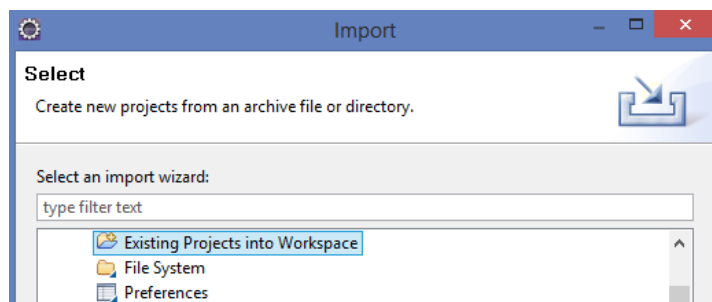 Import
Select
Create new projects from an archive file or directory.
Select an import wizard:
type filter text
Existing Projects into Workspace
File System
Preferences